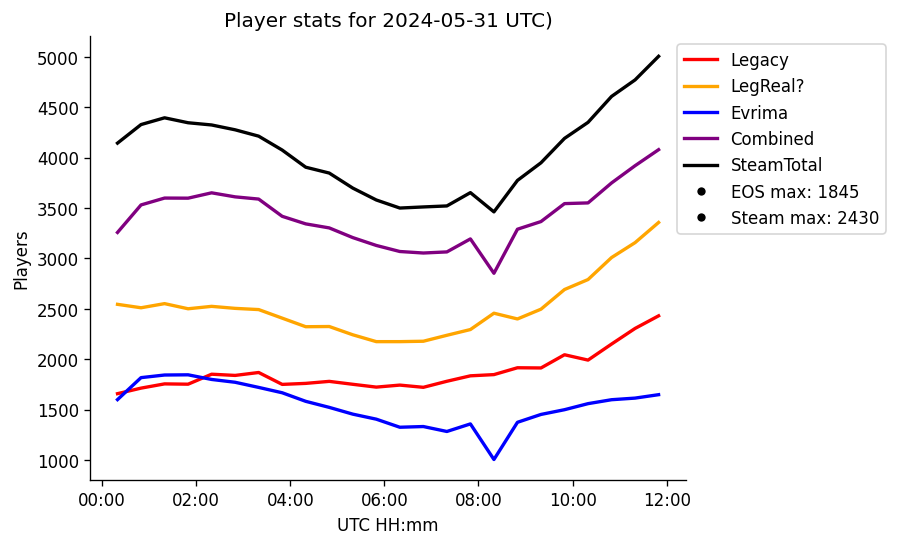 Player stats for 2024-05-31 UTC)
Players
5000
4500
4000
3500
3000
2500
2000
1500
1000
00:00 02:00 04:00 06:00 08:00 10:00 12:00
UTC HH:mm
Legacy
LegReal?
Evrima
Combined
SteamTotal
EOS max: 1845
Steam max: 2430